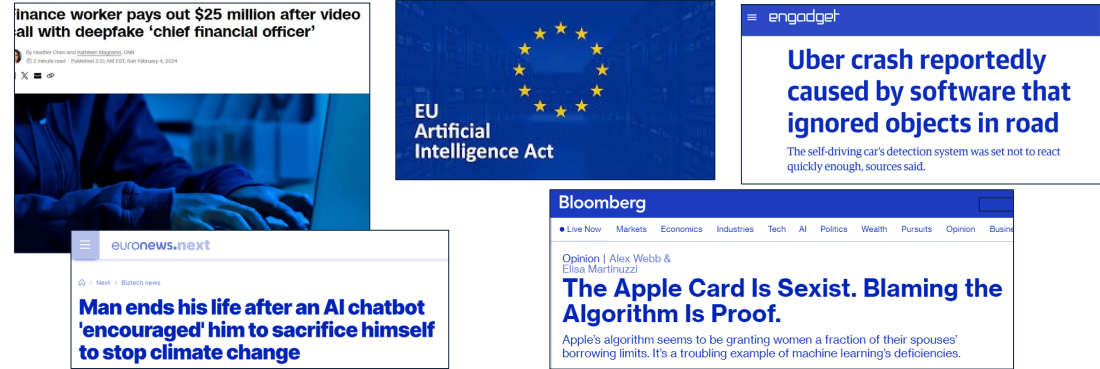 inance worker pays out $25 million after video
all with deepfake ‘chief financial officer’
By Heather Chen and Kathleen Magramo, CNN
2 minute read · Published 2:31 AM EST, Sun February 4, 2024
EU
Artificial
Intelligence Act
engadget
Uber crash reportedly
caused by software that
ignored objects in road
The self-driving car's detection system was set not to react
quickly enough, sources said.
euronews.next
Next > Biztech news
Man ends his life after an AI chatbot
'encouraged' him to sacrifice himself
to stop climate change
Bloomberg
Live Now Markets Economics Industries Tech AI Politics Wealth Pursuits Opinion Busine
Opinion | Alex Webb &
Elisa Martinuzzi
The Apple Card Is Sexist. Blaming the
Algorithm Is Proof.
Apple's algorithm seems to be granting women a fraction of their spouses'
borrowing limits. It's a troubling example of machine learning's deficiencies.